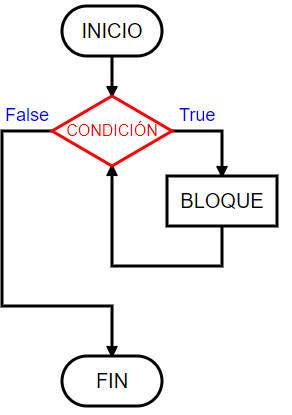 INICIO
False
True
CONDICIÓN
BLOQUE
FIN